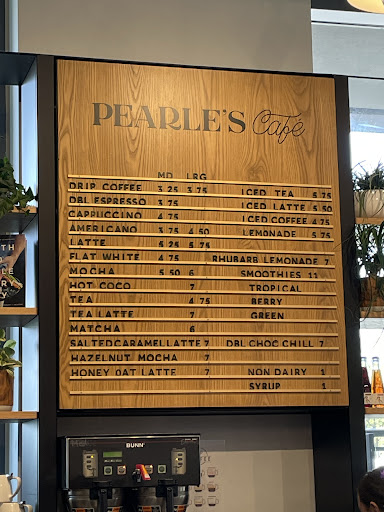 PEARLE'S Café
MD LRG
DRIP COFFEE 3 25 3 75
DBL ESPRESSO 3 75
CAPPUCCINO 4 75
AMERICANO 3 75 4 50
LATTE 5 25 5 75
FLAT WHITE 4 75
MOCHA 5 50 6
HOT COCO 7
TEA 4 75
TEA LATTE 7
MATCHA 6
SALTEDCARAMELLATTE 7
HAZELNUT MOCHA 7
HONEY OAT LATTE 7
ICED TEA 5 75
ICED LATTE 5 50
ICED COFFEE 4 75
LEMONADE 5 75
RHUBARB LEMONADE 7
SMOOTHIES 11
TROPICAL
BERRY
GREEN
DBL CHOC CHILL 7
NON DAIRY 1
SYRUP 1
BUNN